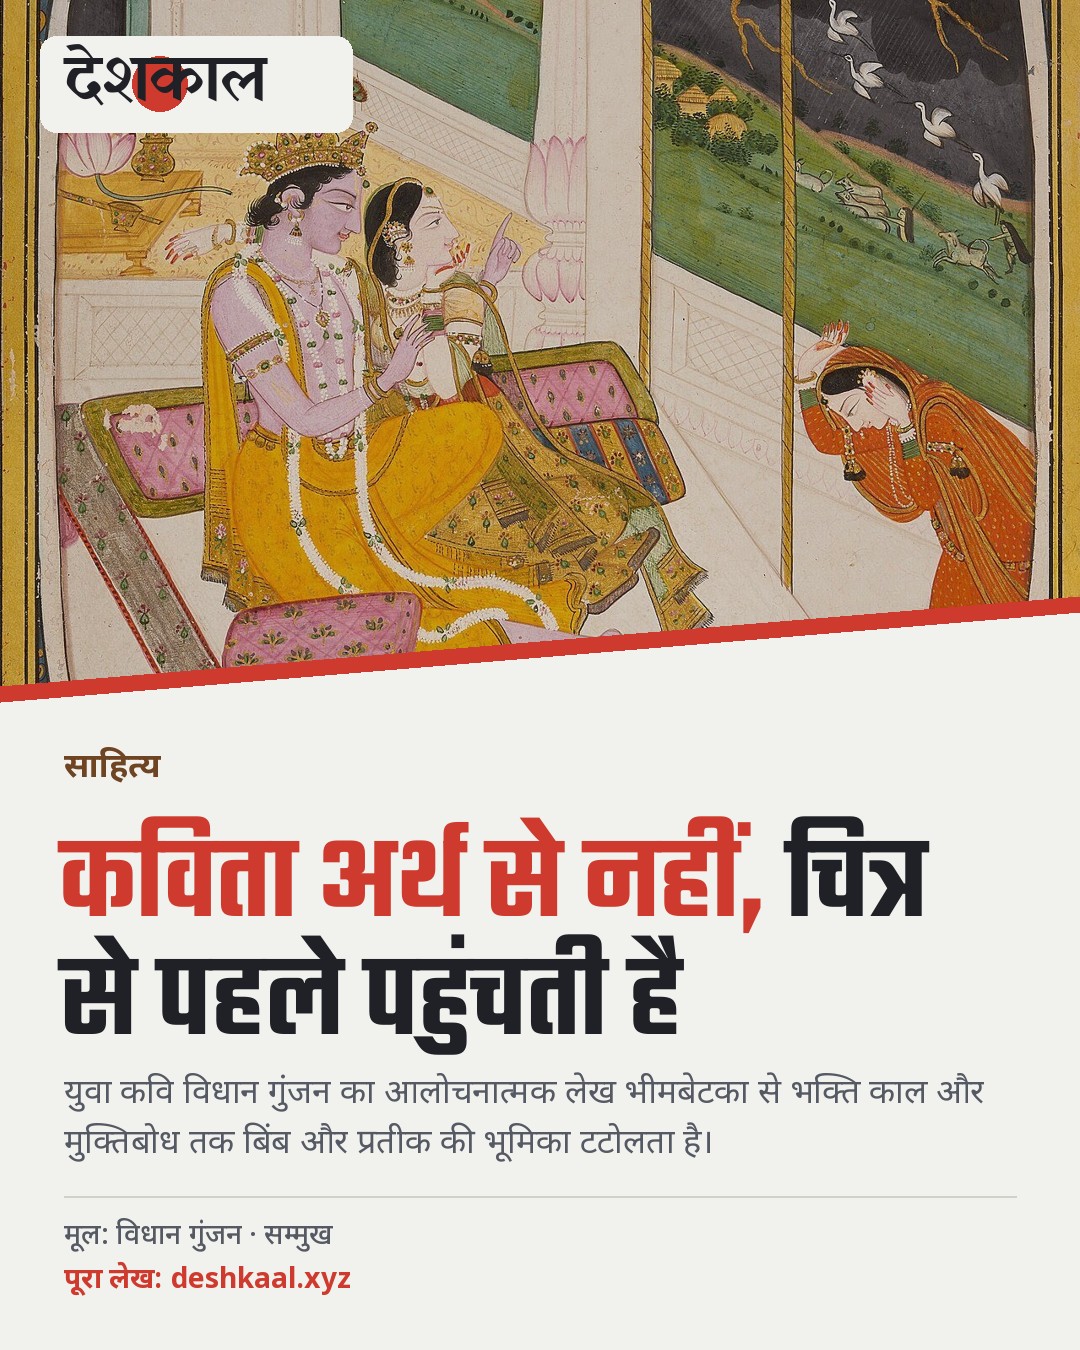 देशकाल
साहित्य
कविता अर्थ से नहीं, चित्र
से पहले पहुंचती है
युवा कवि विधान गुंजन का आलोचनात्मक लेख भीमबेटका से भक्ति काल और
मुक्तिबोध तक बिंब और प्रतीक की भूमिका टटोलता है।
मूल: विधान गुंजन · सम्मुख
पूरा लेख: deshkaal.xyz